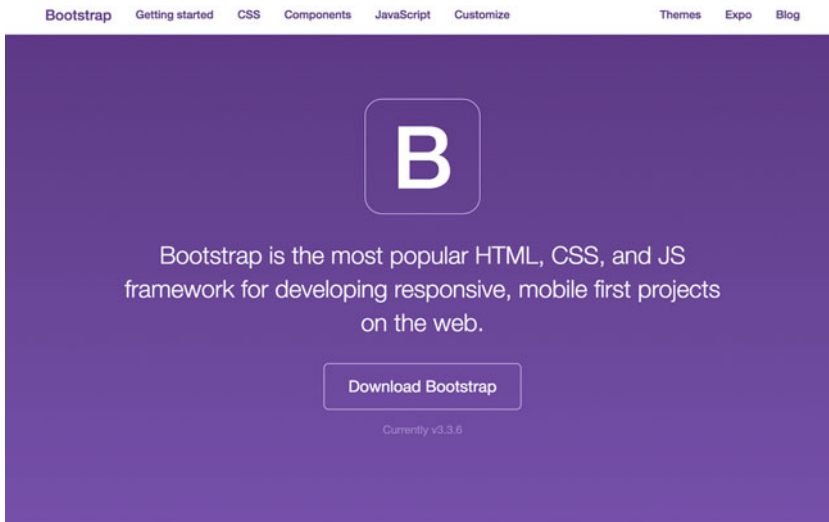 Bootstrap Getting started CSS Components JavaScript Customize Themes Expo Blog
B
Bootstrap is the most popular HTML, CSS, and JS
framework for developing responsive, mobile first projects
on the web.
Download Bootstrap
Currently v3.3.6